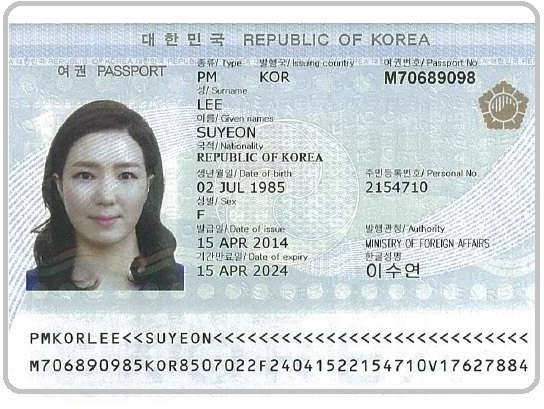 대한민국 REPUBLIC OF KOREA
여권 PASSPORT
종류/ Type 발행국/ Issuing country 여권번호/ Passport No
PM KOR M70689098
성/ Surname
LEE
이름/ Given names
SUYEON
국적/ Nationality
REPUBLIC OF KOREA
생년월일/ Date of birth 주민등록번호/ Personal No
02 JUL 1985 2154710
성별/ Sex
F
발급일/ Date of issue 발행관청/ Authority
15 APR 2014 MINISTRY OF FOREIGN AFFAIRS
기간만료일/ Date of expiry 한글성명
15 APR 2024 이수연
PMKORLEE<<SUYEON<<<<<<<<<<<<<<<<<<<<<<<<<<<<
M706890985KOR8507022F24041522154710V17627884